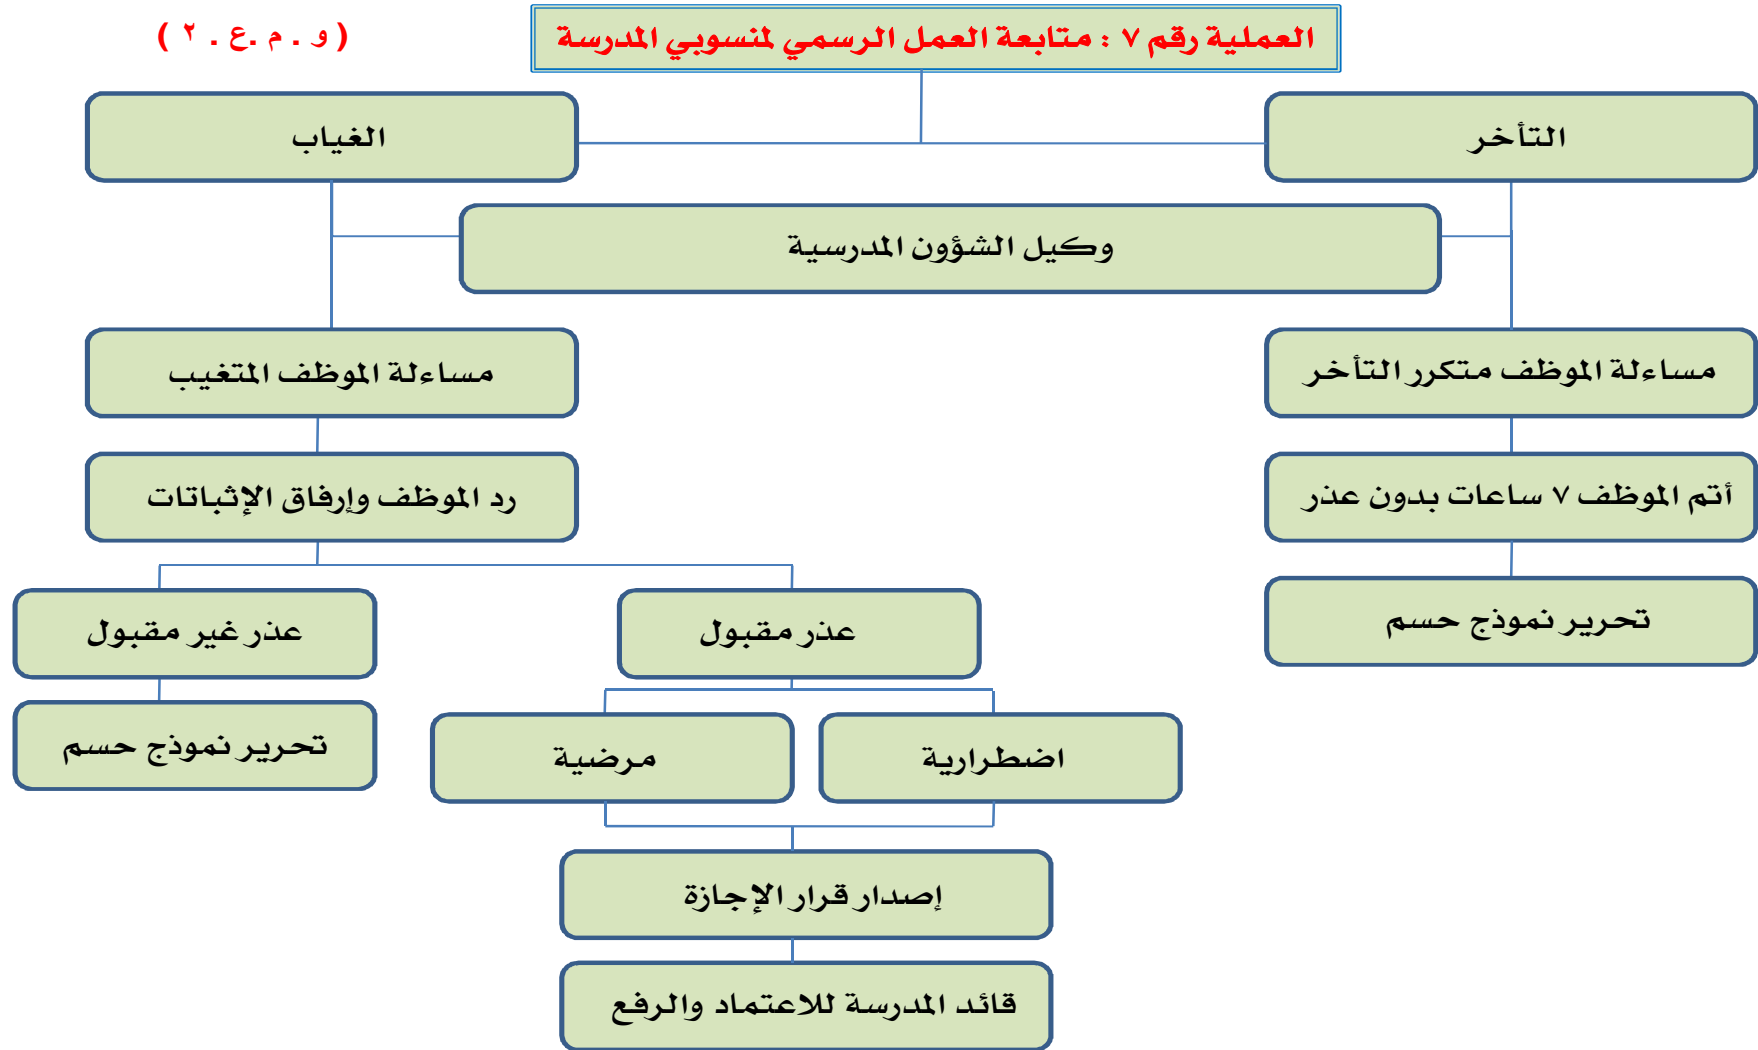 العملية رقم ٧ : متابعة العمل الرسمي لمنسوبي المدرسة
( و . م .ع . ٢ )
التأخر
الغياب
وكيل الشؤون المدرسية
مساءلة الموظف متكرر التأخر
مساءلة الموظف المتغيب
أتم الموظف ٧ ساعات بدون عذر
رد الموظف وإرفاق الإثباتات
تحرير نموذج حسم
عذر مقبول
عذر غير مقبول
اضطرارية
مرضية
تحرير نموذج حسم
إصدار قرار الإجازة
قائد المدرسة للاعتماد والرفع